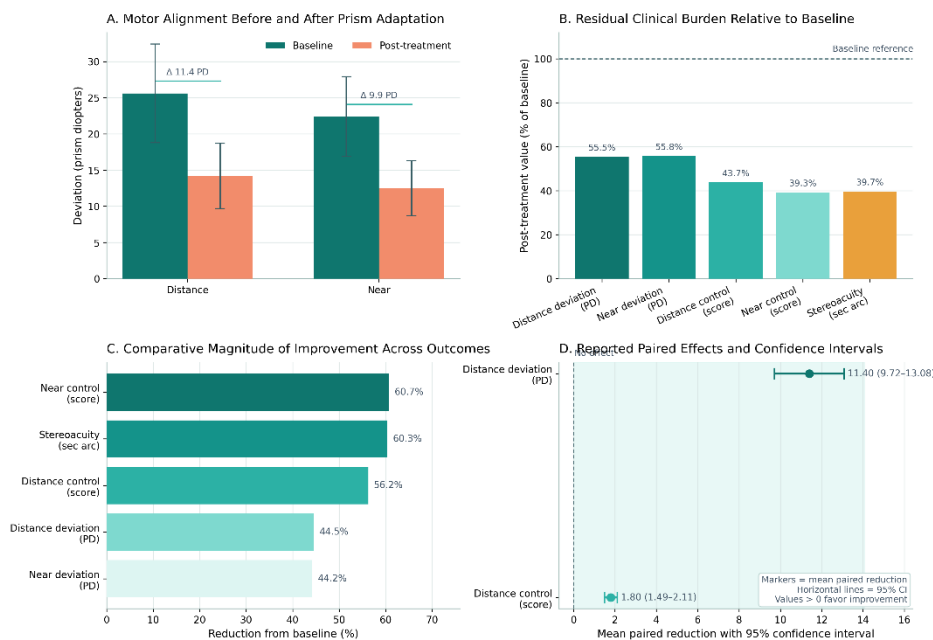 A. Motor Alignment Before and After Prism Adaptation
Baseline
Post-treatment
Δ 11.4 PD
Δ 9.9 PD
Deviation (prism diopters)
30
25
20
15
10
5
0
Distance
Near
B. Residual Clinical Burden Relative to Baseline
Baseline reference
Post-treatment value (% of baseline)
100
80
60
40
20
0
55.5%
55.8%
43.7%
39.3%
39.7%
Distance deviation
(PD)
Near deviation
(PD)
Distance control
(score)
Near control
(score)
Stereoacuity
(sec arc)
C. Comparative Magnitude of Improvement Across Outcomes
Near control
(score)
60.7%
Stereoacuity
(sec arc)
60.3%
Distance control
(score)
56.2%
Distance deviation
(PD)
44.5%
Near deviation
(PD)
44.2%
0
10
20
30
40
50
60
70
Reduction from baseline (%)
D. Reported Paired Effects and Confidence Intervals
No effect
Distance deviation
(PD)
11.40 (9.72–13.08)
Distance control
(score)
1.80 (1.49–2.11)
Markers = mean paired reduction
Horizontal lines = 95% CI
Values > 0 favor improvement
0
2
4
6
8
10
12
14
16
Mean paired reduction with 95% confidence interval